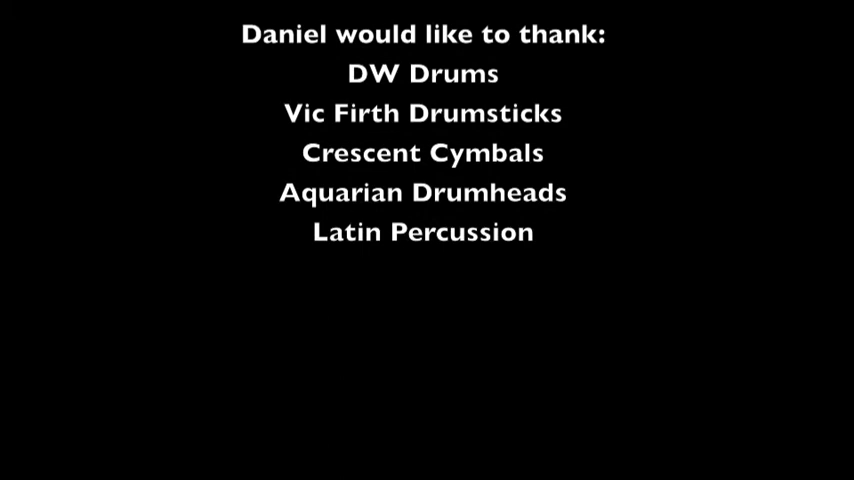 Daniel would like to thank:
DW Drums
Vic Firth Drumsticks
Crescent Cymbals
Aquarian Drumheads
Latin Percussion